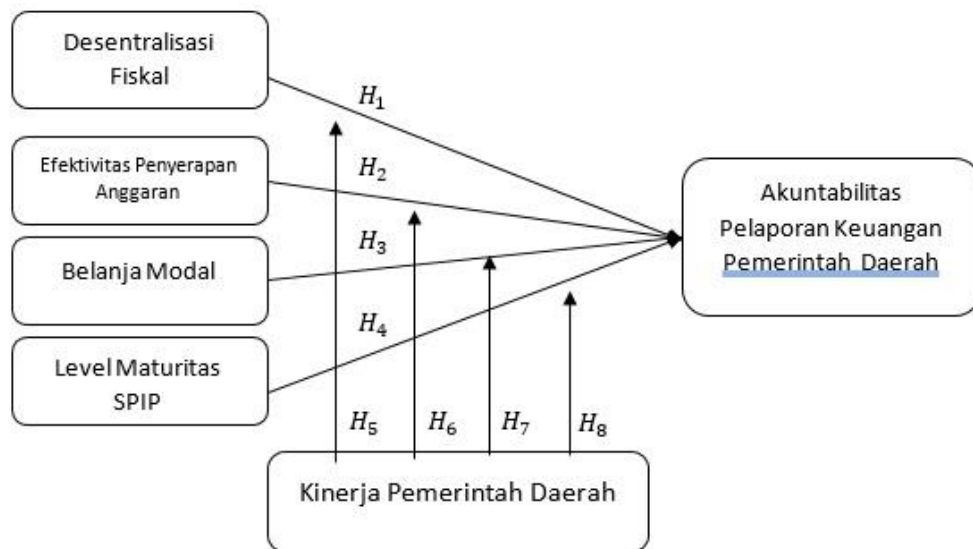 Desentralisasi
Fiskal
H₁
Efektivitas Penyerapan
Anggaran
H₂
Akuntabilitas
Pelaporan Keuangan
Pemerintah Daerah
Belanja Modal
H₃
Level Maturitas
SPIP
H₄
H₅
H₆
H₇
H₈
Kinerja Pemerintah Daerah